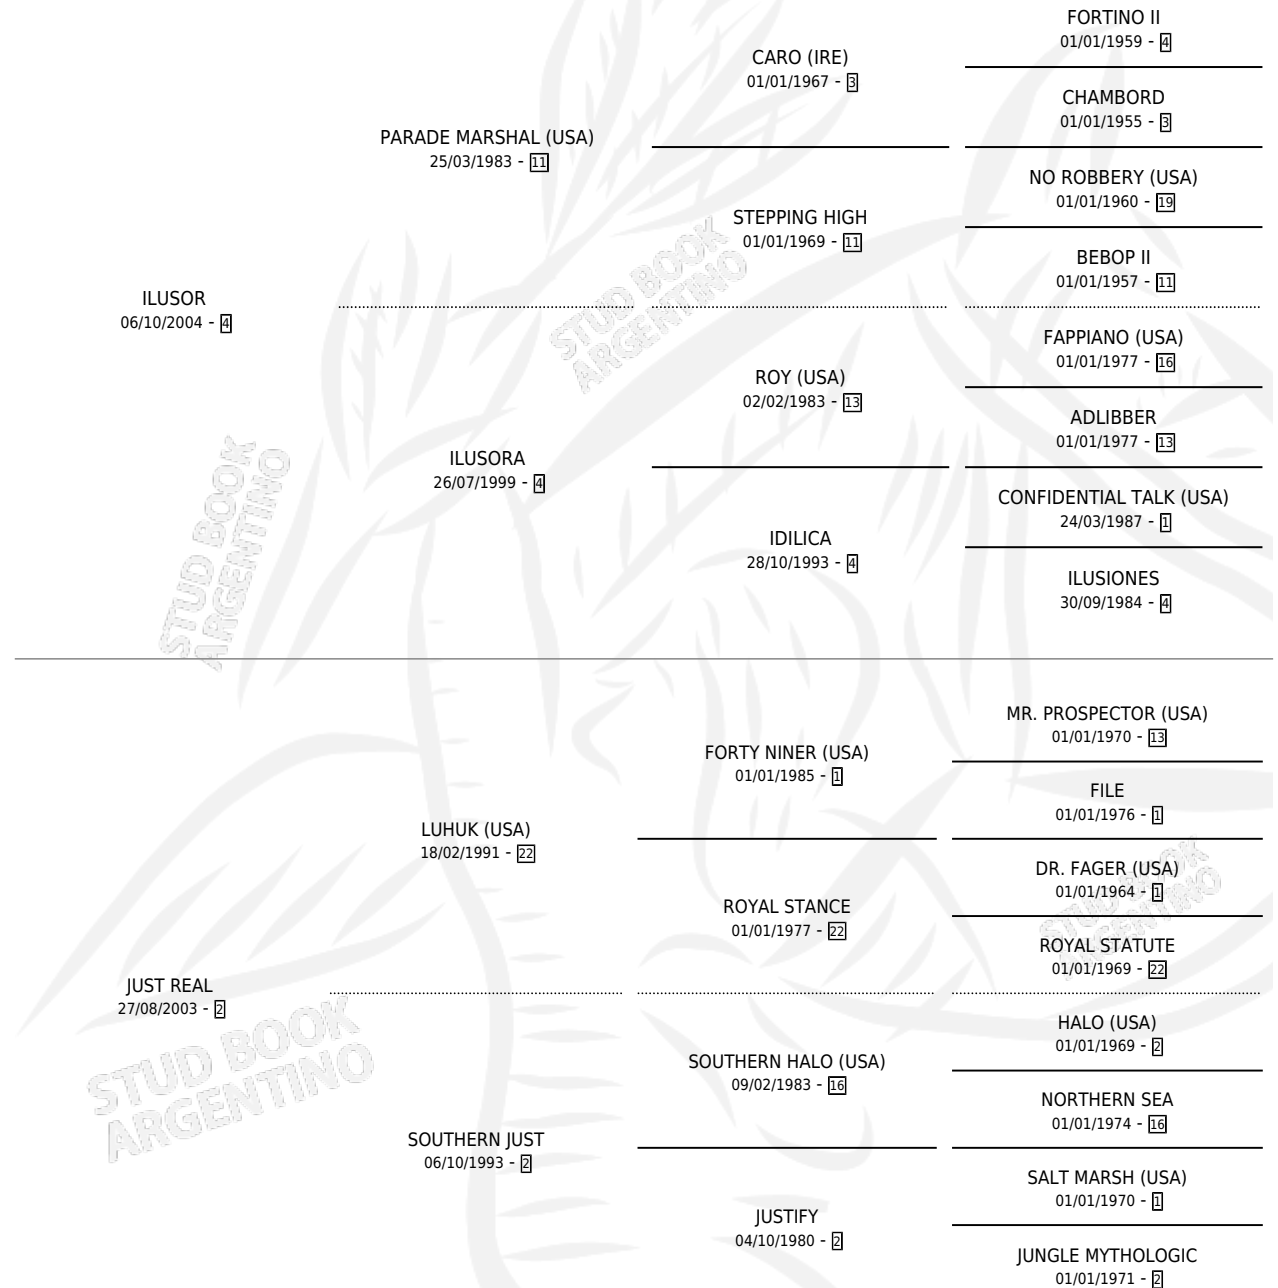 FORTINO II
01/01/1959 - 4
CARO (IRE)
01/01/1967 - 3
CHAMBORD
01/01/1955 - 3
PARADE MARSHAL (USA)
25/03/1983 - 11
NO ROBBERY (USA)
01/01/1960 - 19
STEPPING HIGH
01/01/1969 - 11
BEBOP II
01/01/1957 - 11
ILUSOR
06/10/2004 - 4
FAPPIANO (USA)
01/01/1977 - 16
ROY (USA)
02/02/1983 - 13
ADLIBBER
01/01/1977 - 13
ILUSORA
26/07/1999 - 4
CONFIDENTIAL TALK (USA)
24/03/1987 - 1
IDILICA
28/10/1993 - 4
ILUSIONES
30/09/1984 - 4
STUD BOOK
ARGENTINO
STUD BOOK
ARGENTINO
MR. PROSPECTOR (USA)
01/01/1970 - 13
FORTY NINER (USA)
01/01/1985 - 1
FILE
01/01/1976 - 1
LUHUK (USA)
18/02/1991 - 22
DR. FAGER (USA)
01/01/1964 - 1
ROYAL STANCE
01/01/1977 - 22
ROYAL STATUTE
01/01/1969 - 22
JUST REAL
27/08/2003 - 2
HALO (USA)
01/01/1969 - 2
SOUTHERN HALO (USA)
09/02/1983 - 16
NORTHERN SEA
01/01/1974 - 16
SOUTHERN JUST
06/10/1993 - 2
SALT MARSH (USA)
01/01/1970 - 1
JUSTIFY
04/10/1980 - 2
JUNGLE MYTHOLOGIC
01/01/1971 - 2
STUD BOOK
ARGENTINO
STUD BOOK
ARGENTINO